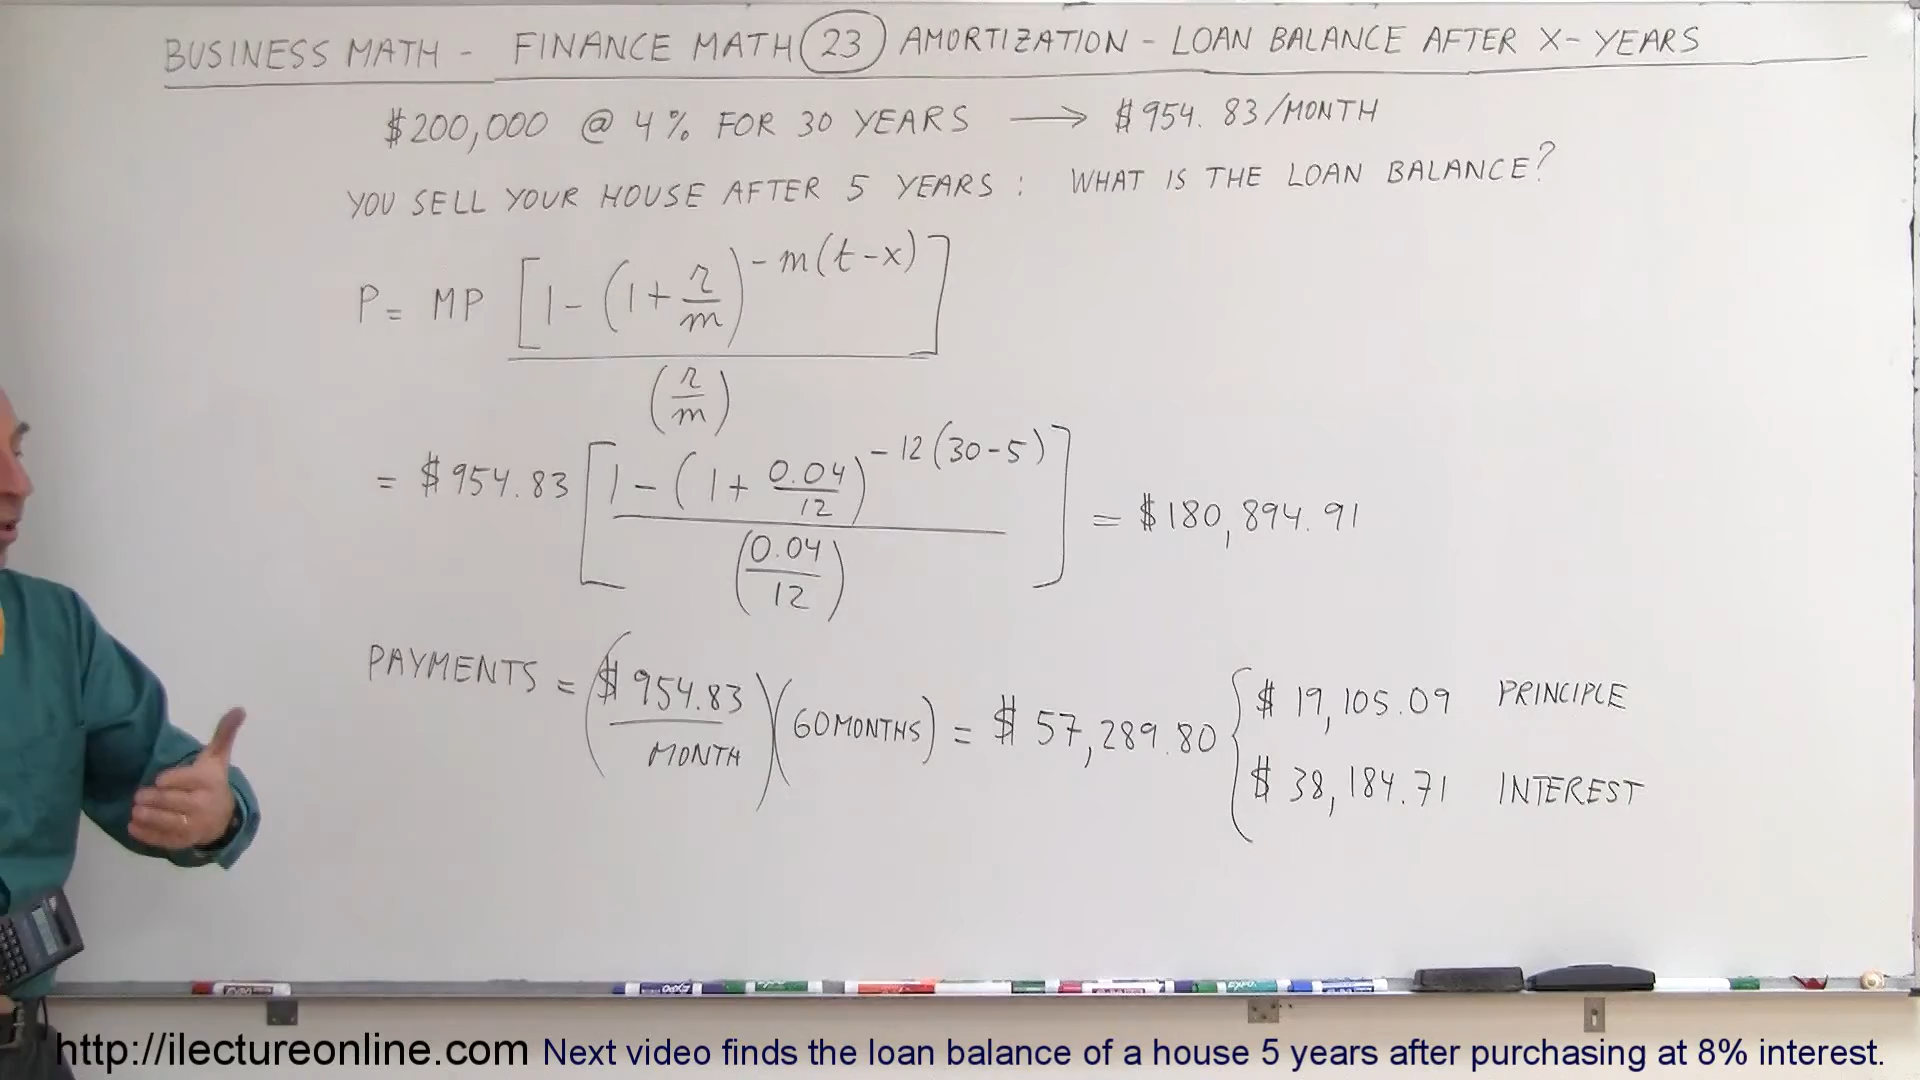 BUSINESS MATH - FINANCE MATH 23 AMORTIZATION - LOAN BALANCE AFTER X-YEARS
$200,000 @ 4% FOR 30 YEARS → $954.83/MONTH
YOU SELL YOUR HOUSE AFTER 5 YEARS: WHAT IS THE LOAN BALANCE?
P = MP [1 - (1 + r/m)^-m(t-x)] / (r/m)
= $954.83 [1 - (1 + 0.04/12)^-12(30-5) / (0.04/12)] = $180,894.91
PAYMENTS = ($954.83/MONTH)(60 MONTHS) = $57,289.80 { $19,105.09 PRINCIPLE
$38,184.71 INTEREST
http://ilectureonline.com Next video finds the loan balance of a house 5 years after purchasing at 8% interest.